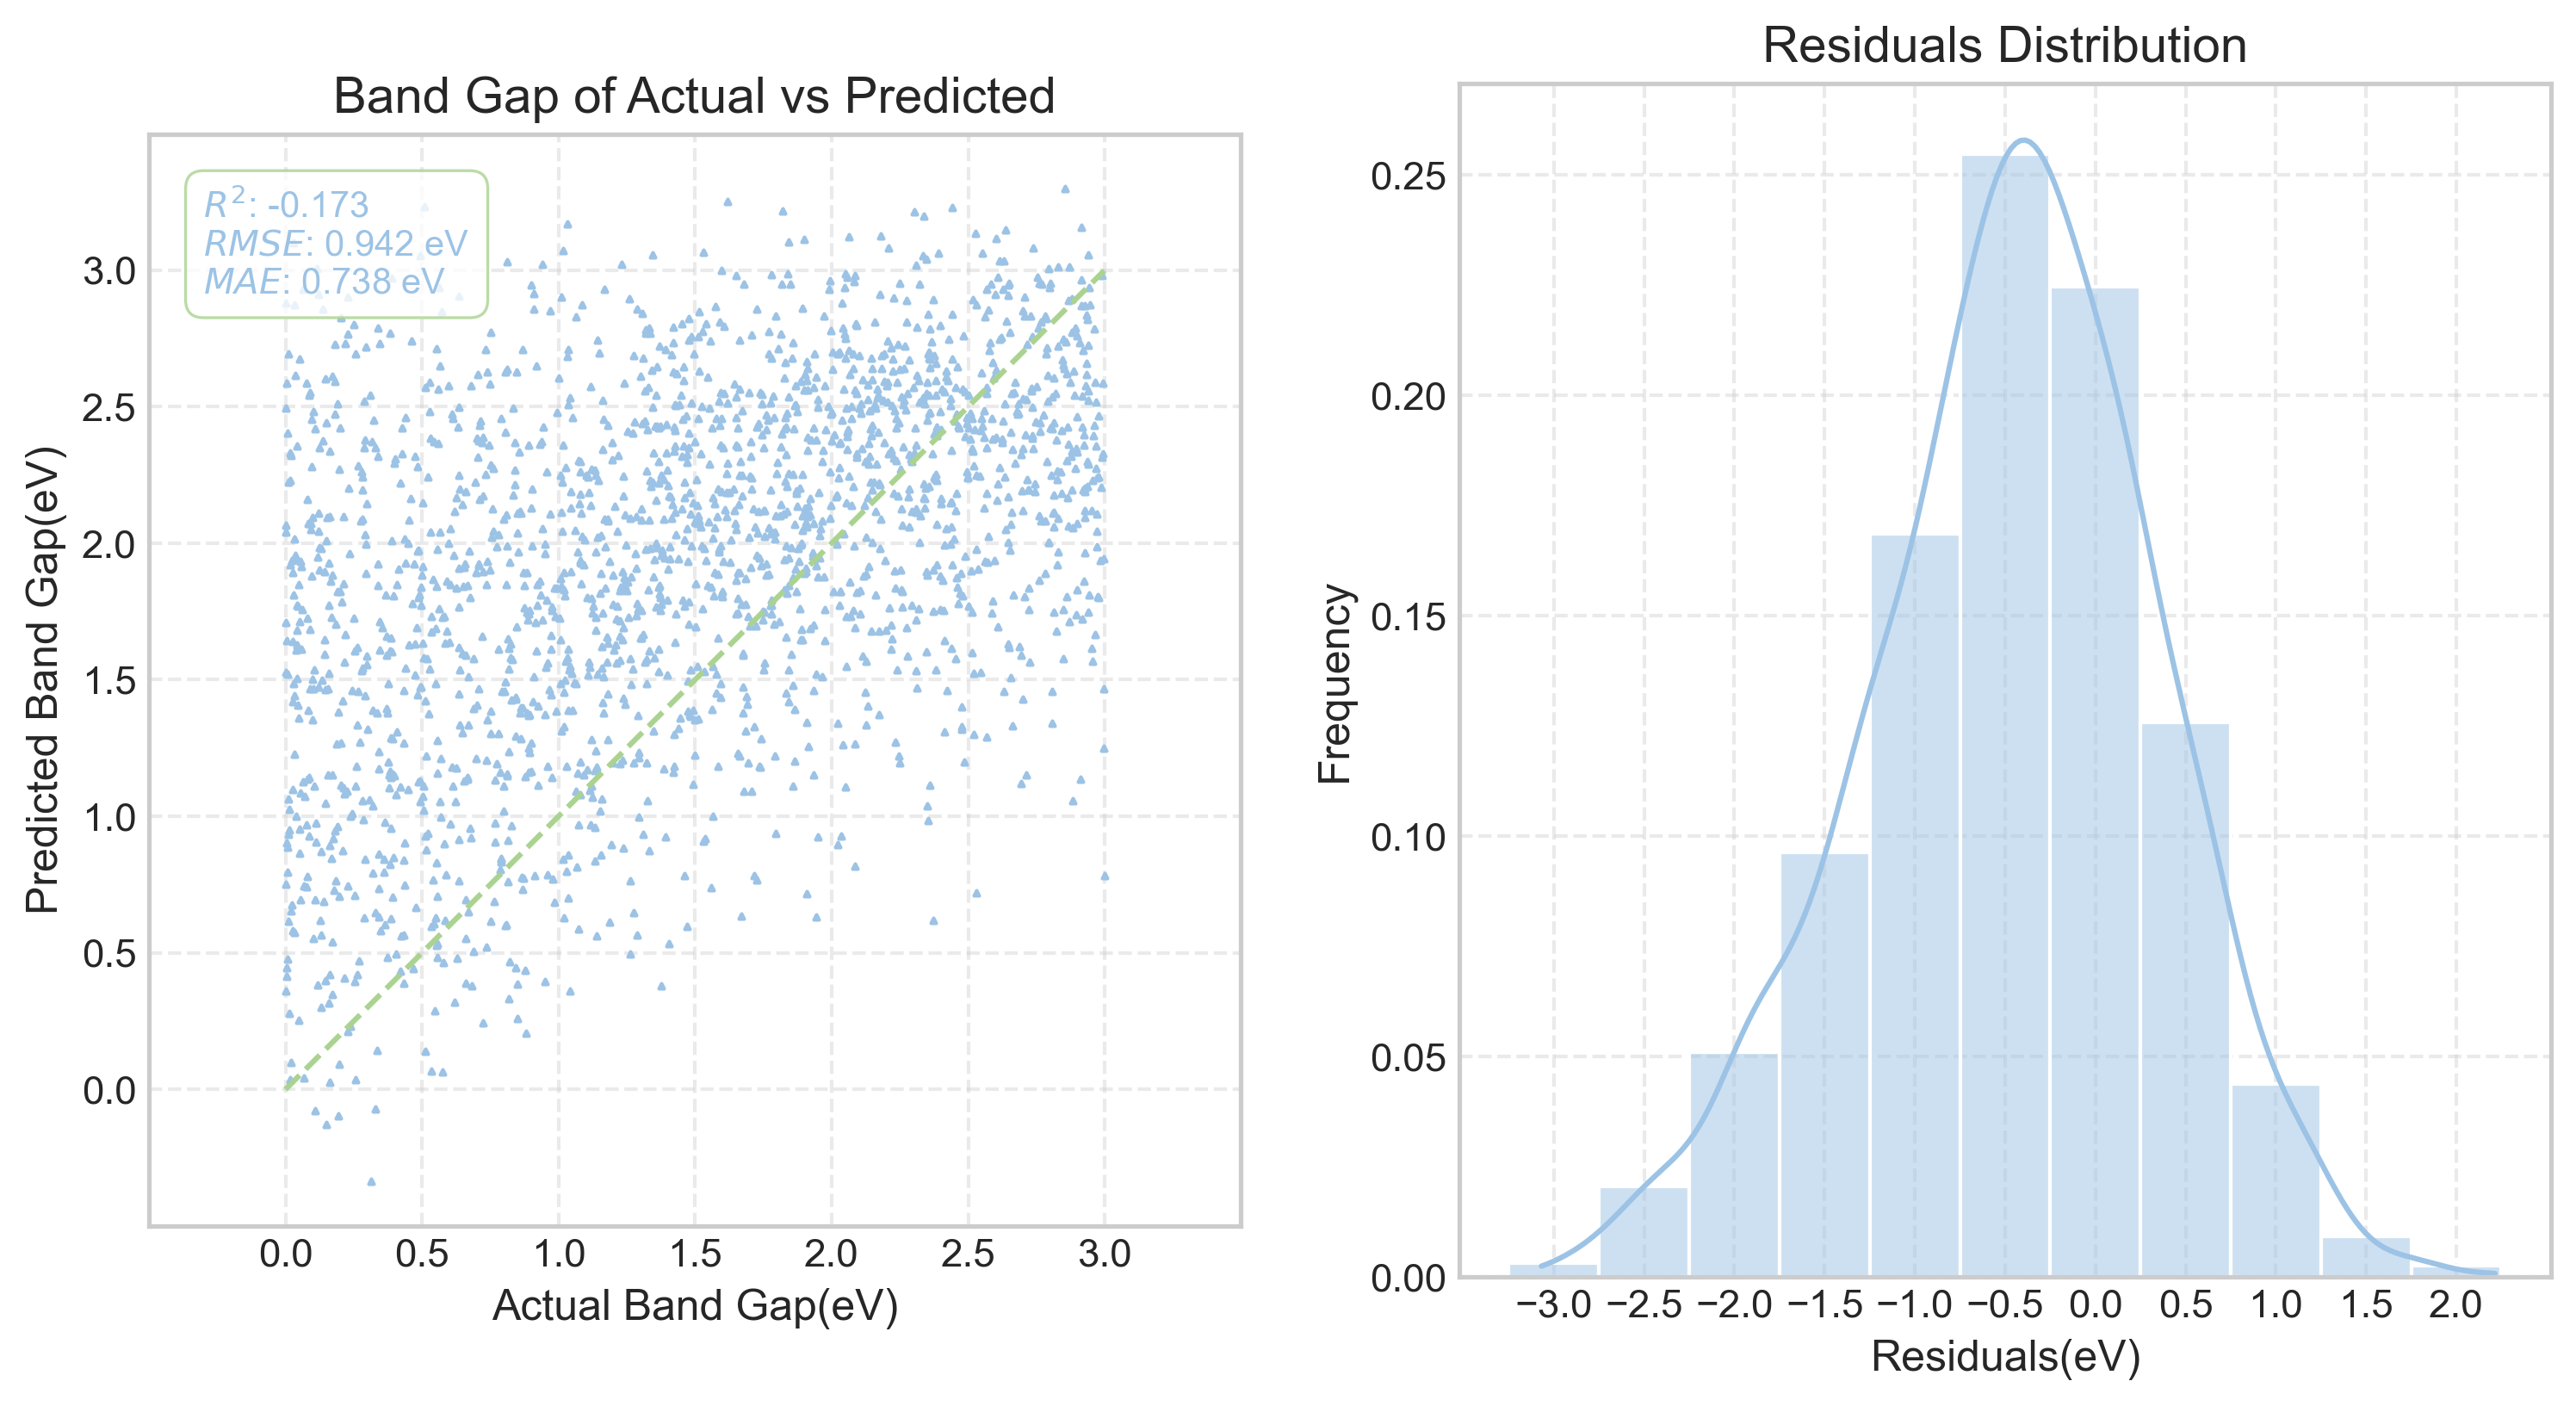 Band Gap of Actual vs Predicted
R²: -0.173
RMSE: 0.942 eV
MAE: 0.738 eV
Predicted Band Gap(eV)
3.0
2.5
2.0
1.5
1.0
0.5
0.0
0.0 0.5 1.0 1.5 2.0 2.5 3.0
Actual Band Gap(eV)
Residuals Distribution
Frequency
0.25
0.20
0.15
0.10
0.05
0.00
−3.0 −2.5 −2.0 −1.5 −1.0 −0.5 0.0 0.5 1.0 1.5 2.0
Residuals(eV)